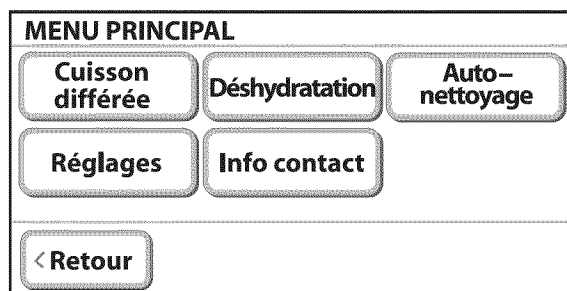 MENU PRINCIPAL
Cuisson
différée
Déshydratation
Auto–
nettoyage
Réglages
Info contact
< Retour